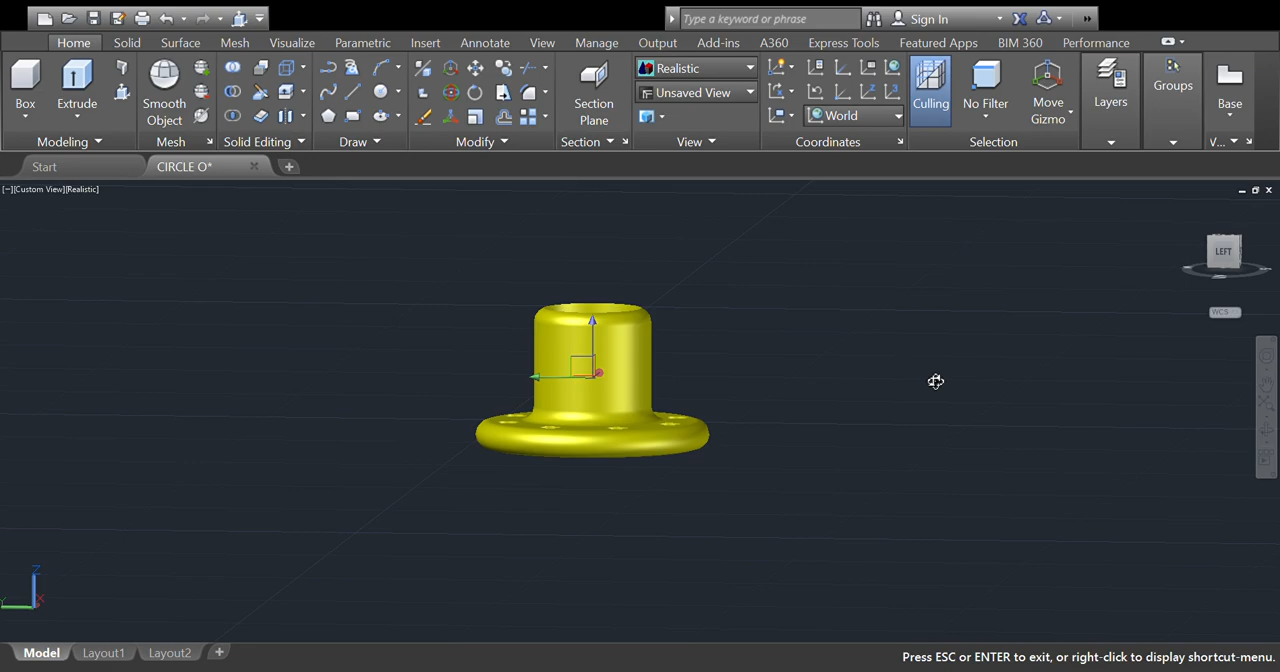 Type a keyword or phrase
Sign In
Home Solid Surface Mesh Visualize Parametric Insert Annotate View Manage Output Add-ins A360 Express Tools Featured Apps BIM 360 Performance
Box
Extrude
Smooth
Object
Section
Plane
Realistic
Unsaved View
World
Culling
No Filter
Move
Gizmo
Layers
Groups
Base
Modeling Mesh Solid Editing Draw Modify Section View Coordinates Selection V...
Start CIRCLE O*
[−][Custom View][Realistic]
LEFT
WCS
Z
Y
X
Model Layout1 Layout2
Press ESC or ENTER to exit, or right-click to display shortcut-menu.